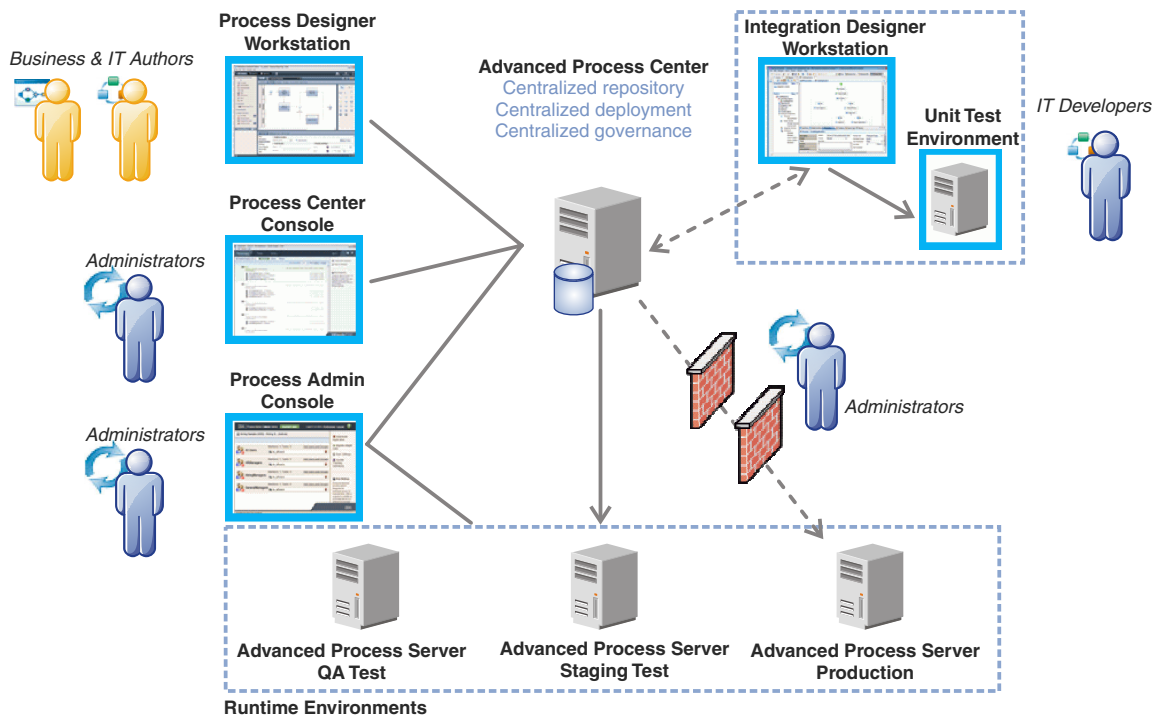 Process Designer
Workstation
Business & IT Authors
Advanced Process Center
Centralized repository
Centralized deployment
Centralized governance
Integration Designer
Workstation
Unit Test
Environment
IT Developers
Process Center
Console
Administrators
Process Admin
Console
Administrators
Administrators
Advanced Process Server
QA Test
Advanced Process Server
Staging Test
Advanced Process Server
Production
Runtime Environments